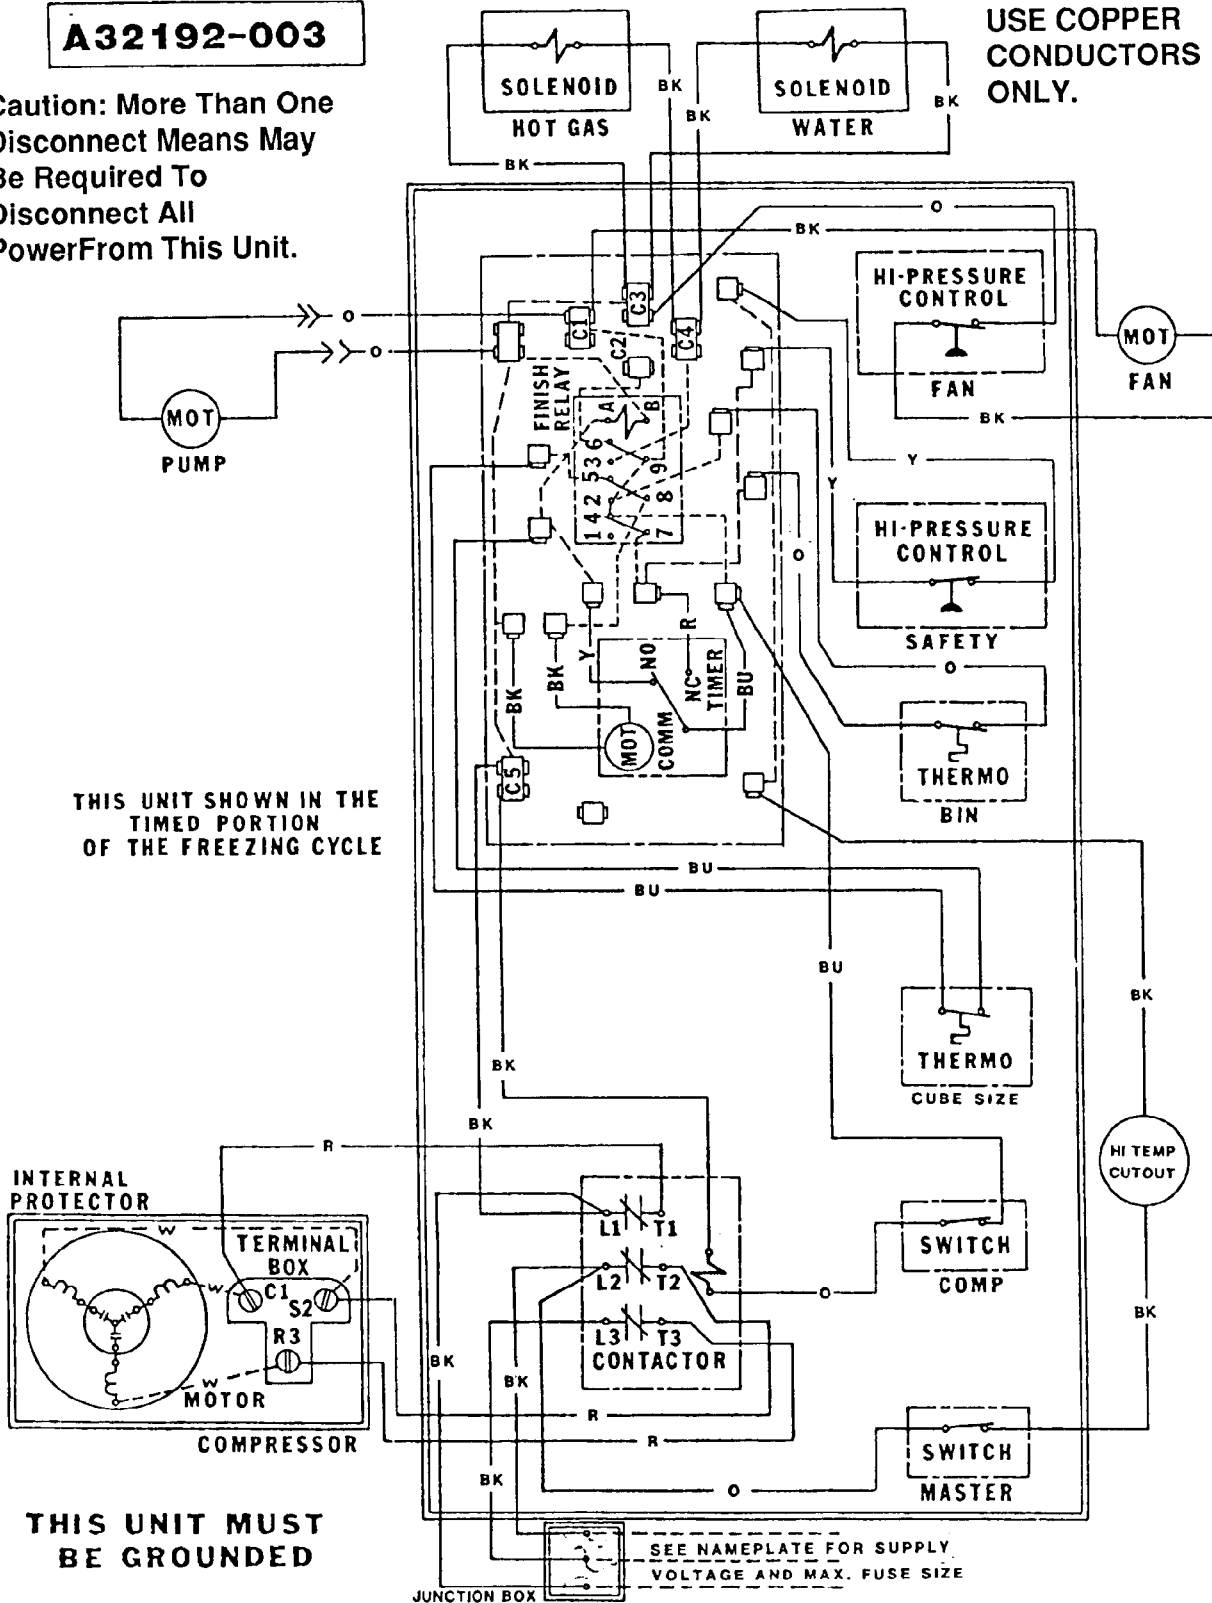 A32192-003
USE COPPER
CONDUCTORS
ONLY.
Caution: More Than One
Disconnect Means May
Be Required To
Disconnect All
PowerFrom This Unit.
SOLENOID
HOT GAS
SOLENOID
WATER
BK
BK
BK
BK
O
BK
HI-PRESSURE
CONTROL
FAN
MOT
FAN
BK
O
O
MOT
PUMP
C1
C2
C3
C4
FINISH
RELAY
A
B
6
3
5
2
4
1
9
8
7
Y
Y
O
HI-PRESSURE
CONTROL
SAFETY
O
R
Y
BK
BK
BU
NO
NC
TIMER
COMM
MOT
C5
THERMO
BIN
THIS UNIT SHOWN IN THE
TIMED PORTION
OF THE FREEZING CYCLE
BU
BU
BU
BK
BK
BK
THERMO
CUBE SIZE
HI TEMP
CUTOUT
R
INTERNAL
PROTECTOR
W
TERMINAL
BOX
C1
S2
R3
W
W
MOTOR
COMPRESSOR
L1
T1
L2
T2
L3
T3
CONTACTOR
O
SWITCH
COMP
BK
BK
BK
R
R
BK
SWITCH
MASTER
O
THIS UNIT MUST
BE GROUNDED
SEE NAMEPLATE FOR SUPPLY
VOLTAGE AND MAX. FUSE SIZE
JUNCTION BOX